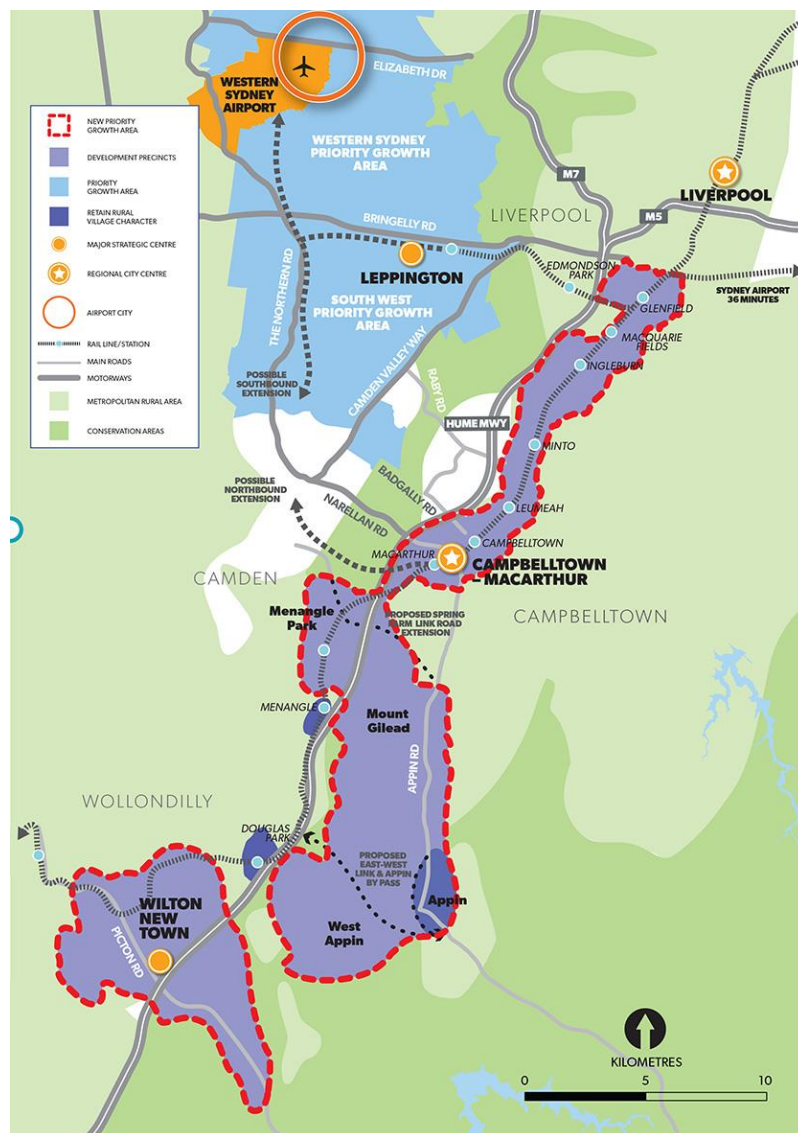 ELIZABETH DR
WESTERN
SYDNEY
AIRPORT
NEW PRIORITY
GROWTH AREA
DEVELOPMENT PRECINCTS
PRIORITY
GROWTH AREA
RETAIN RURAL
VILLAGE CHARACTER
MAJOR STRATEGIC CENTRE
REGIONAL CITY CENTRE
AIRPORT CITY
RAIL LINE/STATION
MAIN ROADS
MOTORWAYS
METROPOLITAN RURAL AREA
CONSERVATION AREAS
WESTERN SYDNEY
PRIORITY GROWTH
AREA
M7
LIVERPOOL
M5
LIVERPOOL
BRINGELLY RD
LEPPINGTON
EDMONDSON
PARK
SYDNEY AIRPORT
36 MINUTES
GLENFIELD
THE NORTHERN RD
SOUTH WEST
PRIORITY GROWTH
AREA
MACQUARIE
FIELDS
CAMDEN VALLEY WAY
INGLEBURN
POSSIBLE
SOUTHBOUND
EXTENSION
RABY RD
HUME MWY
MINTO
POSSIBLE
NORTHBOUND
EXTENSION
BADGALLY RD
NARELLAN RD
LEUMEAH
CAMPBELLTOWN
MACARTHUR
CAMPBELLTOWN
– MACARTHUR
CAMDEN
Menangle
Park
PROPOSED SPRING
FARM LINK ROAD
EXTENSION
CAMPBELLTOWN
MENANGLE
Mount
Gilead
APPIN RD
WOLLONDILLY
DOUGLAS
PARK
PROPOSED
EAST-WEST
LINK & APPIN
BY PASS
WILTON
NEW
TOWN
Appin
West
Appin
PICTON RD
KILOMETRES
0 5 10